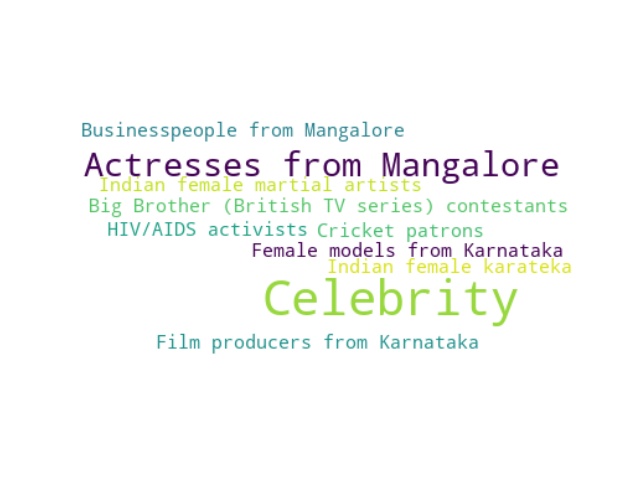 Businesspeople from Mangalore
Actresses from Mangalore
Indian female martial artists
Big Brother (British TV series) contestants
HIV/AIDS activists
Cricket patrons
Female models from Karnataka
Indian female karateka
Celebrity
Film producers from Karnataka